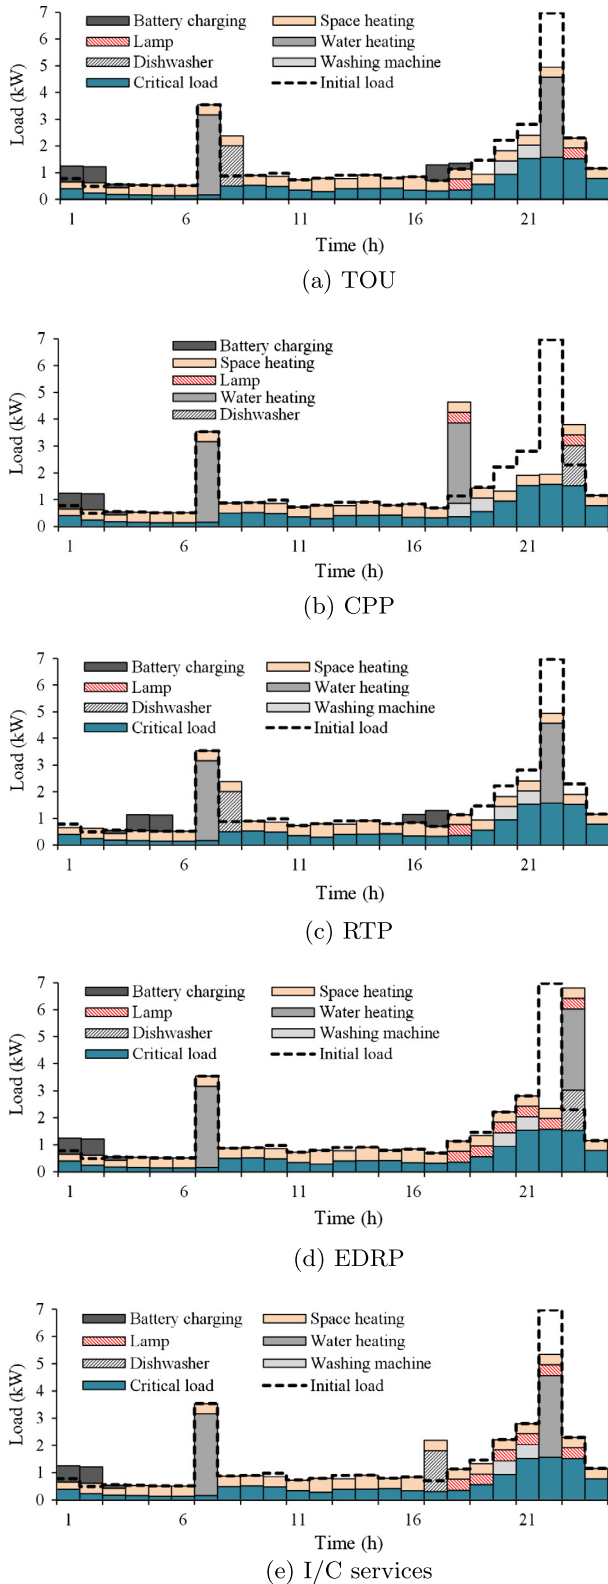 7
6
5
4
3
2
1
0
Load (kW)
Battery charging Space heating
Lamp Water heating
Dishwasher Washing machine
Critical load Initial load
1 6 11 16 21
Time (h)
(a) TOU
7
6
5
4
3
2
1
0
Load (kW)
Battery charging
Space heating
Lamp
Water heating
Dishwasher
1 6 11 16 21
Time (h)
(b) CPP
7
6
5
4
3
2
1
0
Load (kW)
Battery charging Space heating
Lamp Water heating
Dishwasher Washing machine
Critical load Initial load
1 6 11 16 21
Time (h)
(c) RTP
7
6
5
4
3
2
1
0
Load (kW)
Battery charging Space heating
Lamp Water heating
Dishwasher Washing machine
Critical load Initial load
1 6 11 16 21
Time (h)
(d) EDRP
7
6
5
4
3
2
1
0
Load (kW)
Battery charging Space heating
Lamp Water heating
Dishwasher Washing machine
Critical load Initial load
1 6 11 16 21
Time (h)
(e) I/C services